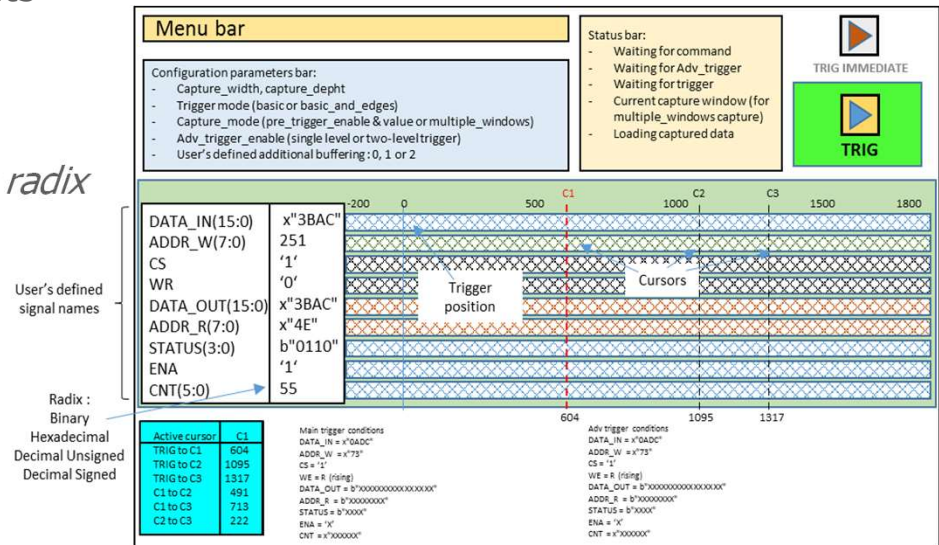 Menu bar
Configuration parameters bar:
- Capture_width, capture_depht
- Trigger mode (basic or basic_and_edges)
- Capture_mode (pre_trigger_enable & value or multiple_windows)
- Adv_trigger_enable (single level or two-level trigger)
- User's defined additional buffering : 0, 1 or 2
Status bar:
- Waiting for command
- Waiting for Adv_trigger
- Waiting for trigger
- Current capture window (for
multiple_windows capture)
- Loading captured data
TRIG IMMEDIATE
TRIG
radix
C1 C2 C3
-200 0 500 1000 1500 1800
DATA_IN(15:0) x"3BAC"
ADDR_W(7:0) 251
CS '1'
WR '0'
DATA_OUT(15:0) x"3BAC"
ADDR_R(7:0) x"4E"
STATUS(3:0) b"0110"
ENA '1'
CNT(5:0) 55
Trigger
position
Cursors
User's defined
signal names
Radix :
Binary
Hexadecimal
Decimal Unsigned
Decimal Signed
604 1095 1317
Active cursor C1
TRIG to C1 604
TRIG to C2 1095
TRIG to C3 1317
C1 to C2 491
C1 to C3 713
C2 to C3 222
Main trigger conditions
DATA_IN = x"0ADC"
ADDR_W = x"73"
CS = '1'
WE = R (rising)
DATA_OUT = b"XXXXXXXXXXXXXXXX"
ADDR_R = b"XXXXXXXX"
STATUS = b"XXXX"
ENA = 'X'
CNT = x"XXXXXX"
Adv trigger conditions
DATA_IN = x"0ADC"
ADDR_W = x"73"
CS = '1'
WE = R (rising)
DATA_OUT = b"XXXXXXXXXXXXXXXX"
ADDR_R = b"XXXXXXXX"
STATUS = b"XXXX"
ENA = 'X'
CNT = x"XXXXXX"